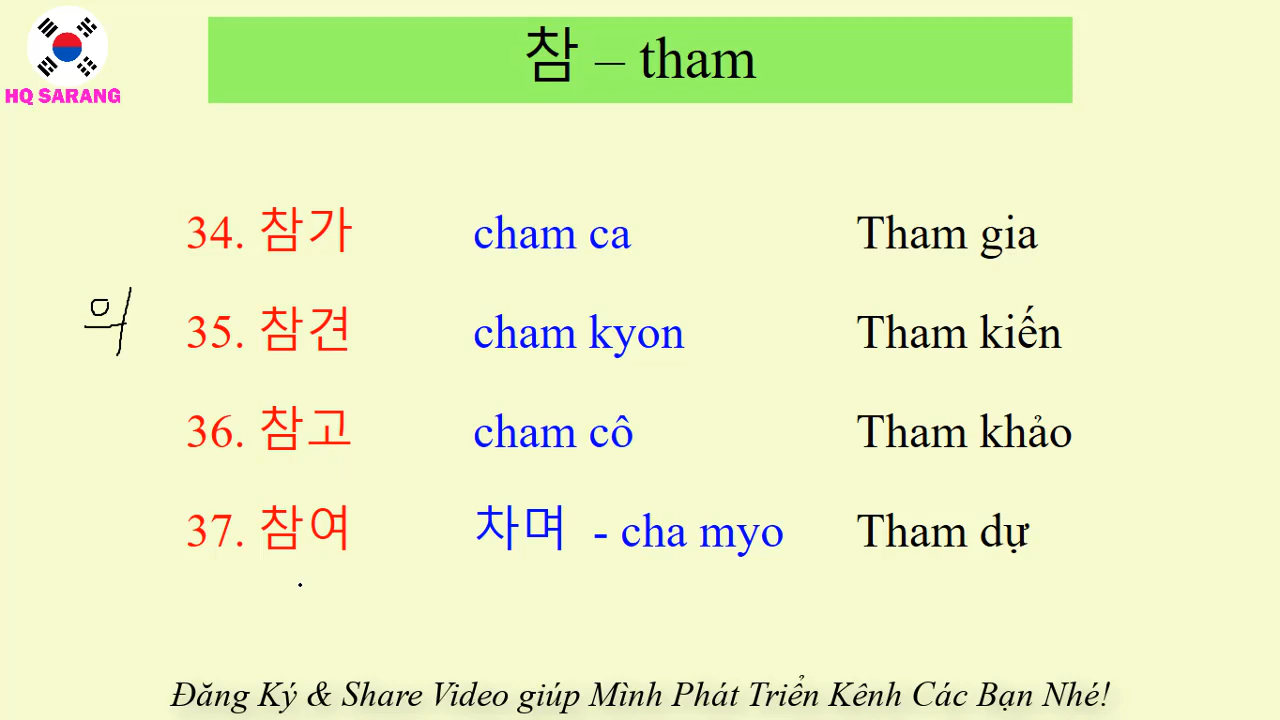 HQ SARANG
참 – tham
34. 참가 cham ca Tham gia
의
35. 참견 cham kyon Tham kiến
36. 참고 cham cô Tham khảo
37. 참여 차며 - cha myo Tham dự
Đăng Ký & Share Video giúp Mình Phát Triển Kênh Các Bạn Nhé!